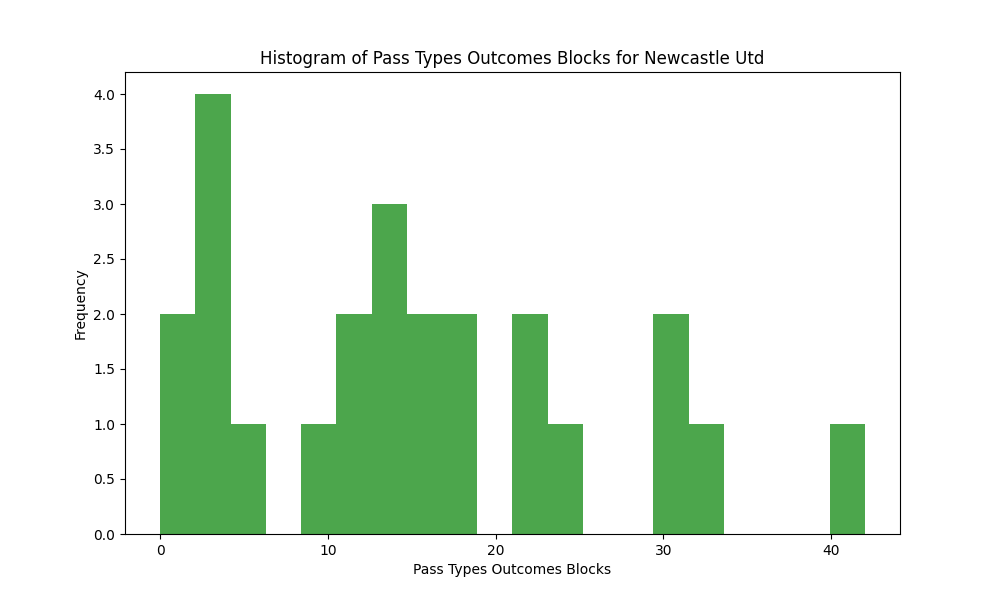 Histogram of Pass Types Outcomes Blocks for Newcastle Utd
4.0
3.5
3.0
2.5
2.0
1.5
1.0
0.5
0.0
Frequency
0 10 20 30 40
Pass Types Outcomes Blocks